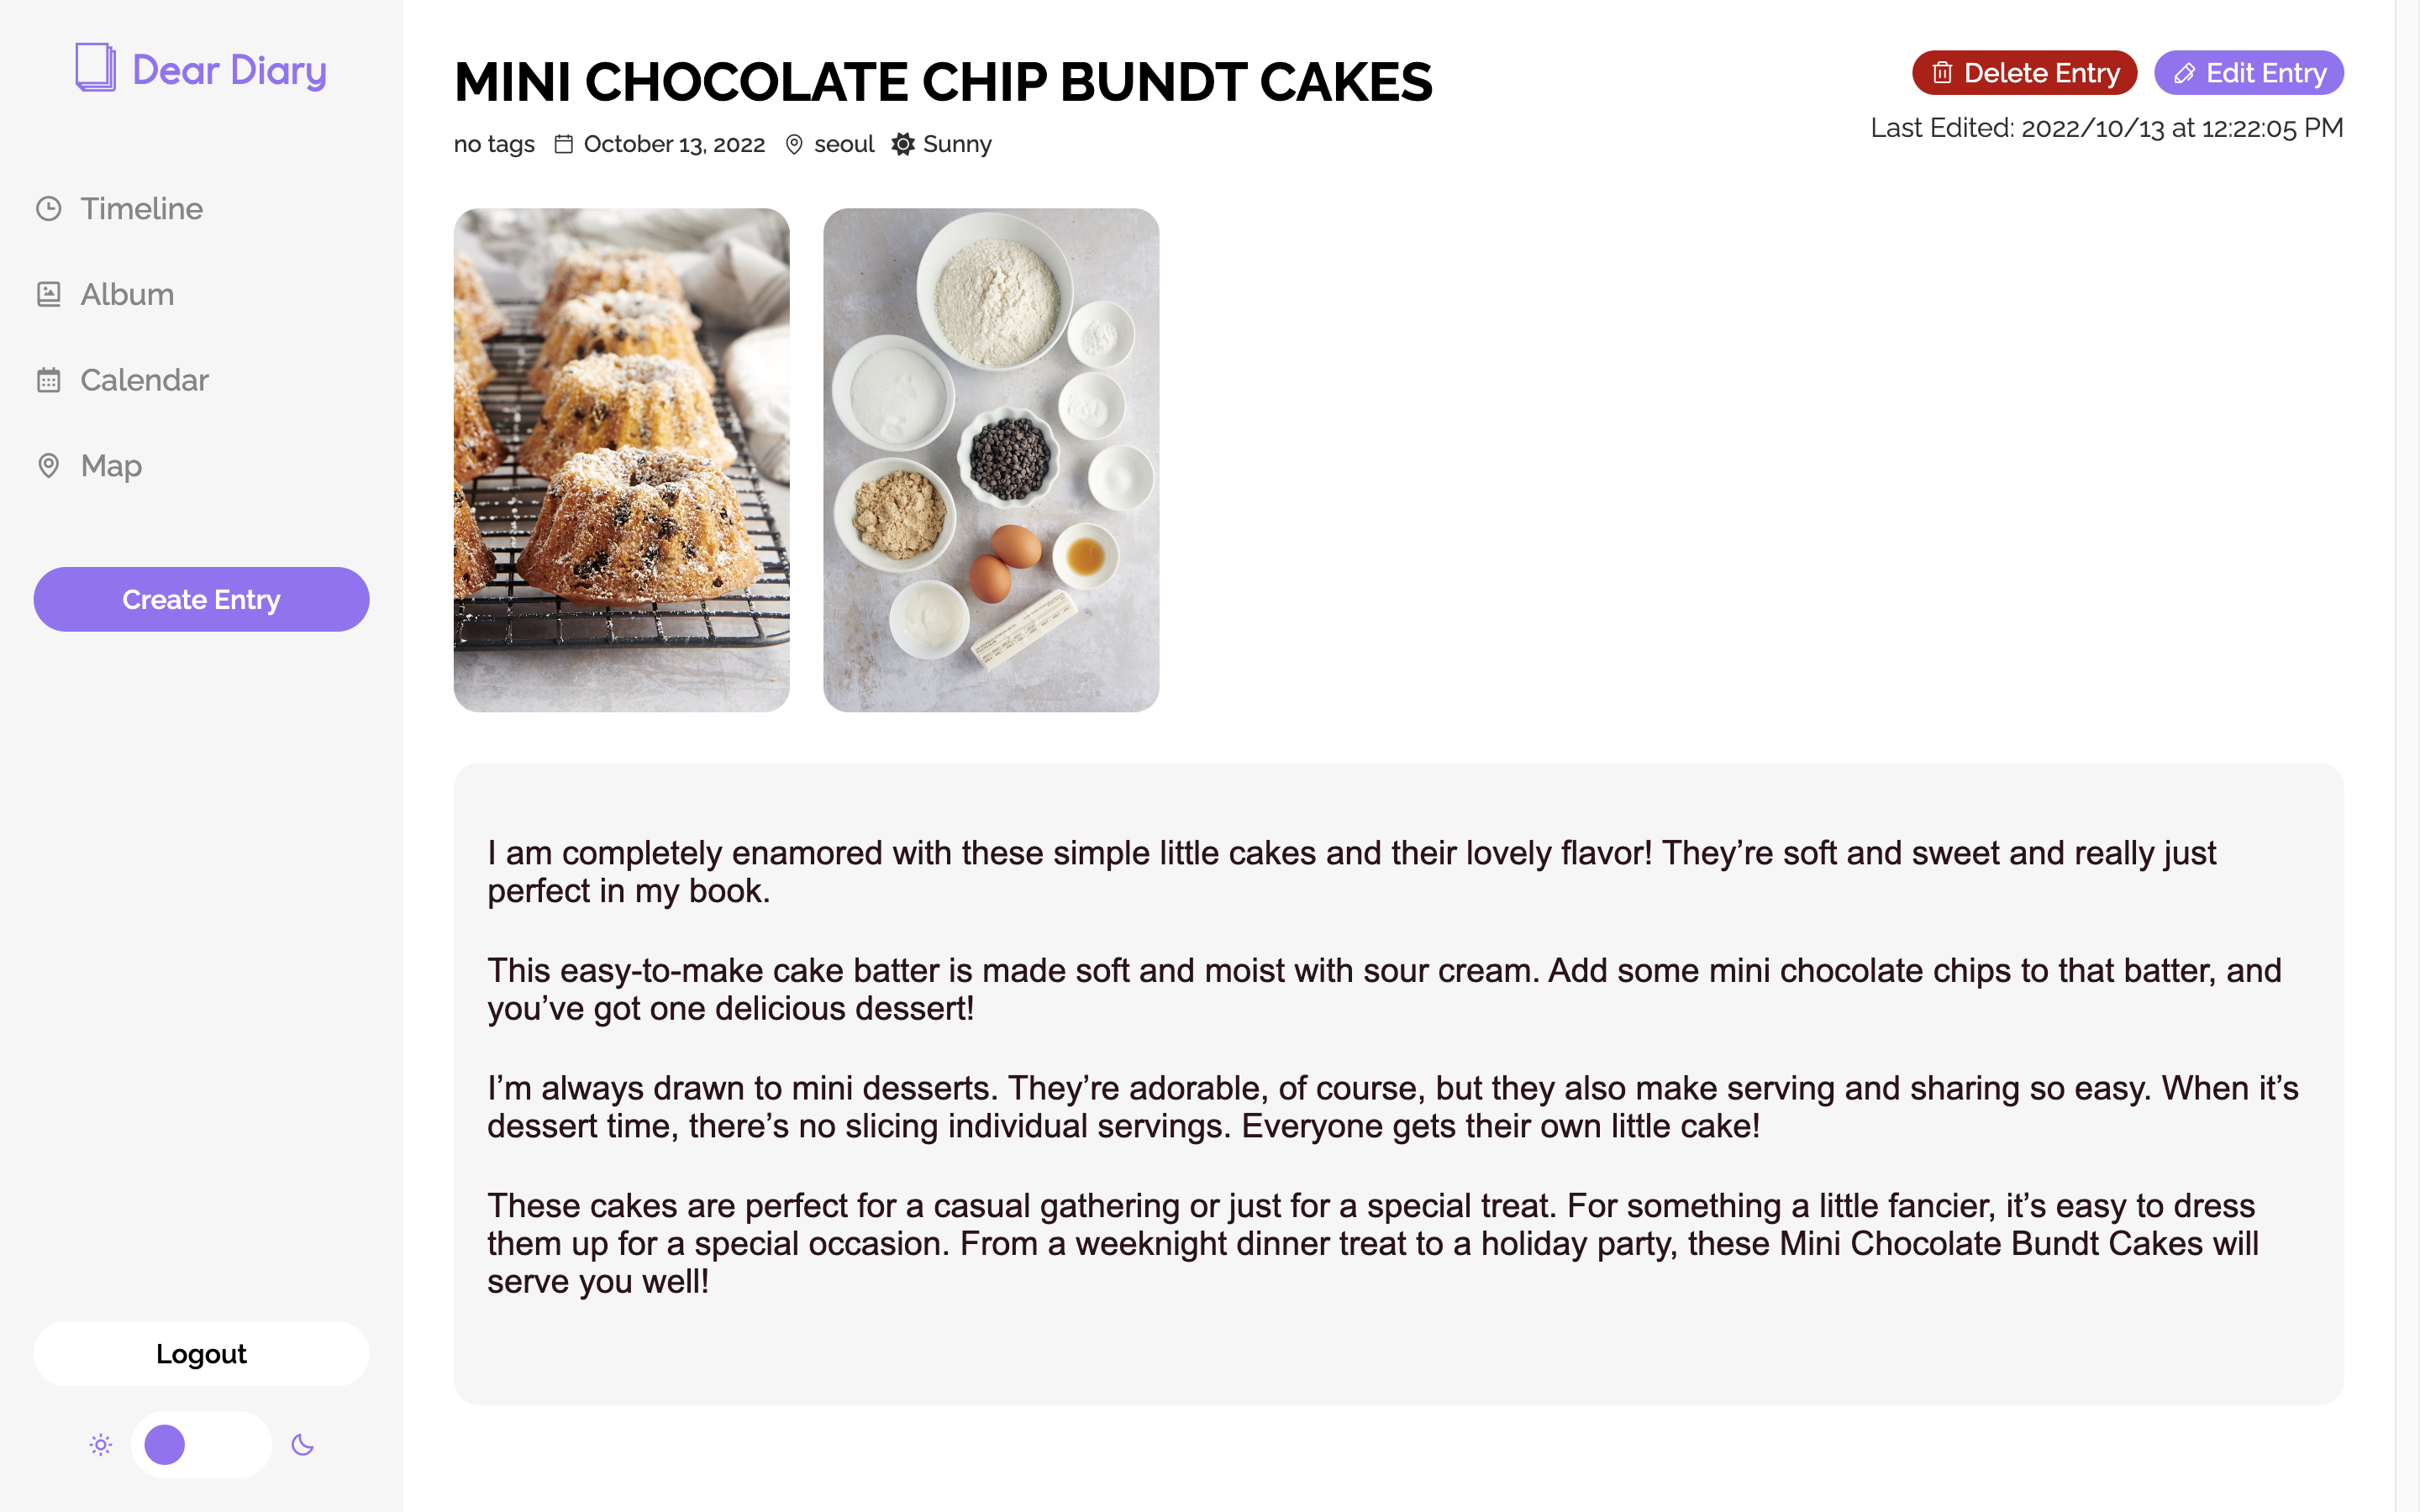 Dear Diary
Timeline
Album
Calendar
Map
Create Entry
Logout
MINI CHOCOLATE CHIP BUNDT CAKES
no tags October 13, 2022 seoul Sunny
Delete Entry Edit Entry
Last Edited: 2022/10/13 at 12:22:05 PM
I am completely enamored with these simple little cakes and their lovely flavor! They’re soft and sweet and really just
perfect in my book.
This easy-to-make cake batter is made soft and moist with sour cream. Add some mini chocolate chips to that batter, and
you’ve got one delicious dessert!
I’m always drawn to mini desserts. They’re adorable, of course, but they also make serving and sharing so easy. When it’s
dessert time, there’s no slicing individual servings. Everyone gets their own little cake!
These cakes are perfect for a casual gathering or just for a special treat. For something a little fancier, it’s easy to dress
them up for a special occasion. From a weeknight dinner treat to a holiday party, these Mini Chocolate Bundt Cakes will
serve you well!